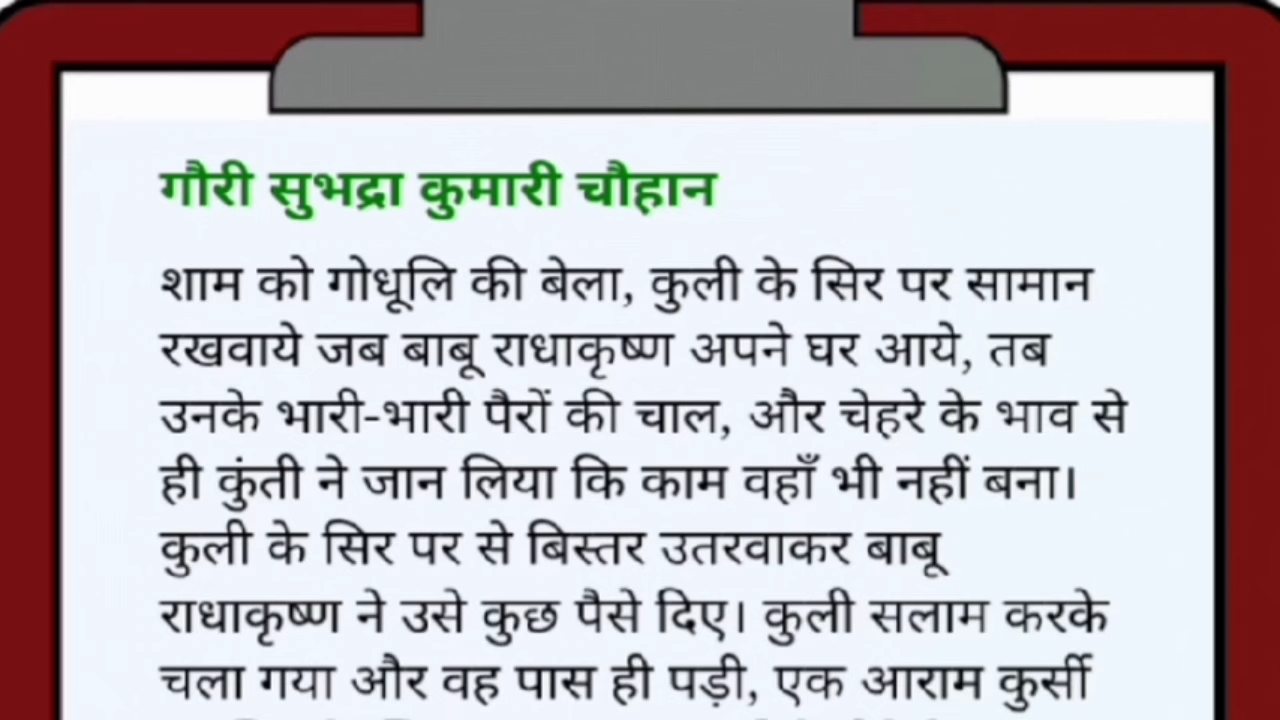 गौरी सुभद्रा कुमारी चौहान
शाम को गोधूलि की बेला, कुली के सिर पर सामान
रखवाये जब बाबू राधाकृष्ण अपने घर आये, तब
उनके भारी-भारी पैरों की चाल, और चेहरे के भाव से
ही कुंती ने जान लिया कि काम वहाँ भी नहीं बना।
कुली के सिर पर से बिस्तर उतरवाकर बाबू
राधाकृष्ण ने उसे कुछ पैसे दिए। कुली सलाम करके
चला गया और वह पास ही पड़ी, एक आराम कुर्सी